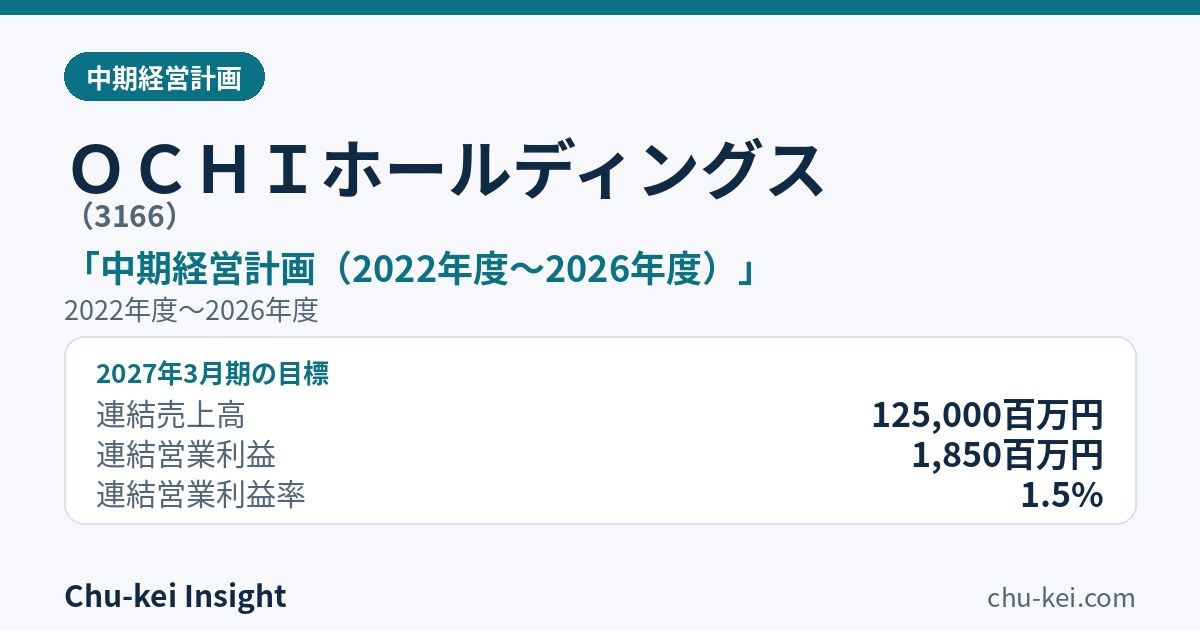 中期経営計画
ＯＣＨＩホールディングス
（3166）
「中期経営計画（2022年度〜2026年度）」
2022年度〜2026年度
2027年3月期の目標
連結売上高 125,000百万円
連結営業利益 1,850百万円
連結営業利益率 1.5%
Chu-kei Insight chu-kei.com